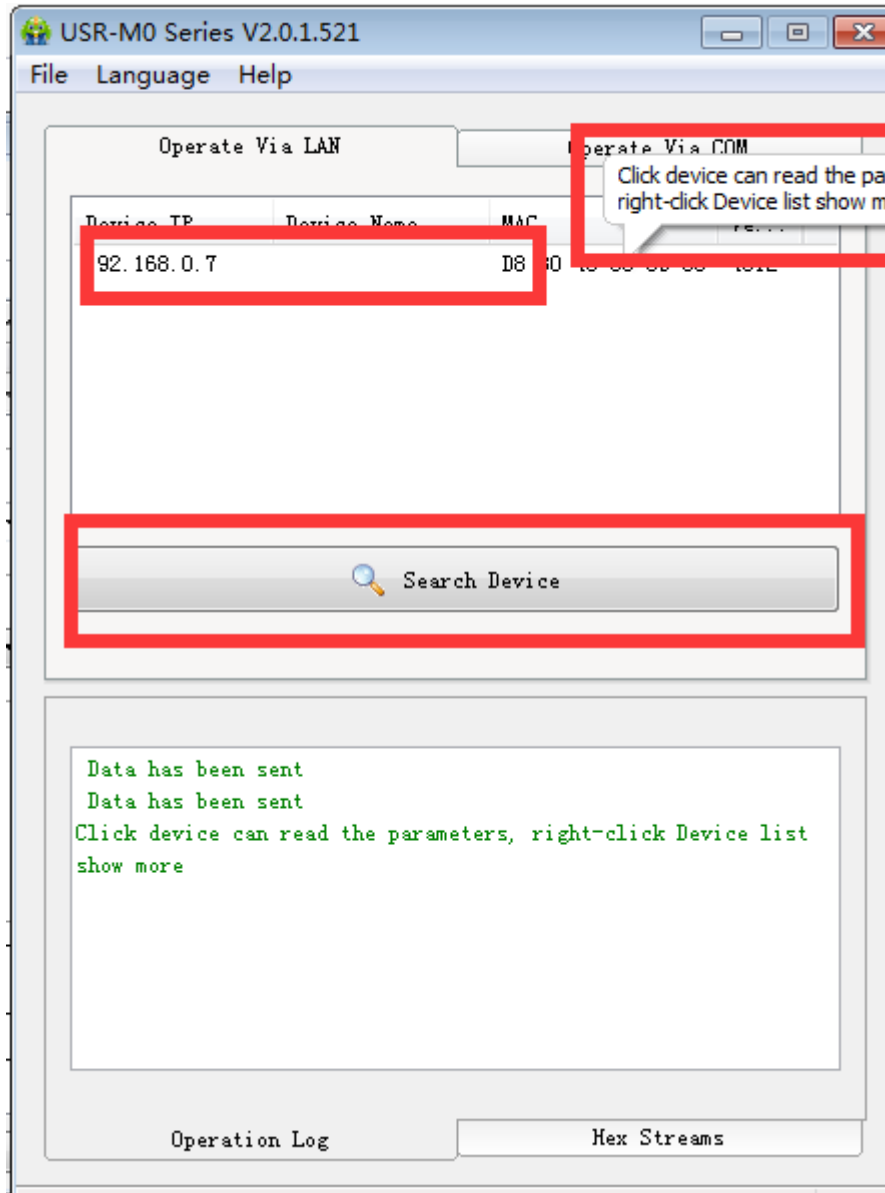 USR-M0 Series V2.0.1.521
File Language Help
Operate Via LAN
Operate Via COM
Click device can read the pa
right-click Device list show m
Device IP Device Name MAC
92.168.0.7 D8
Search Device
Data has been sent
Data has been sent
Click device can read the parameters, right-click Device list
show more
Operation Log
Hex Streams